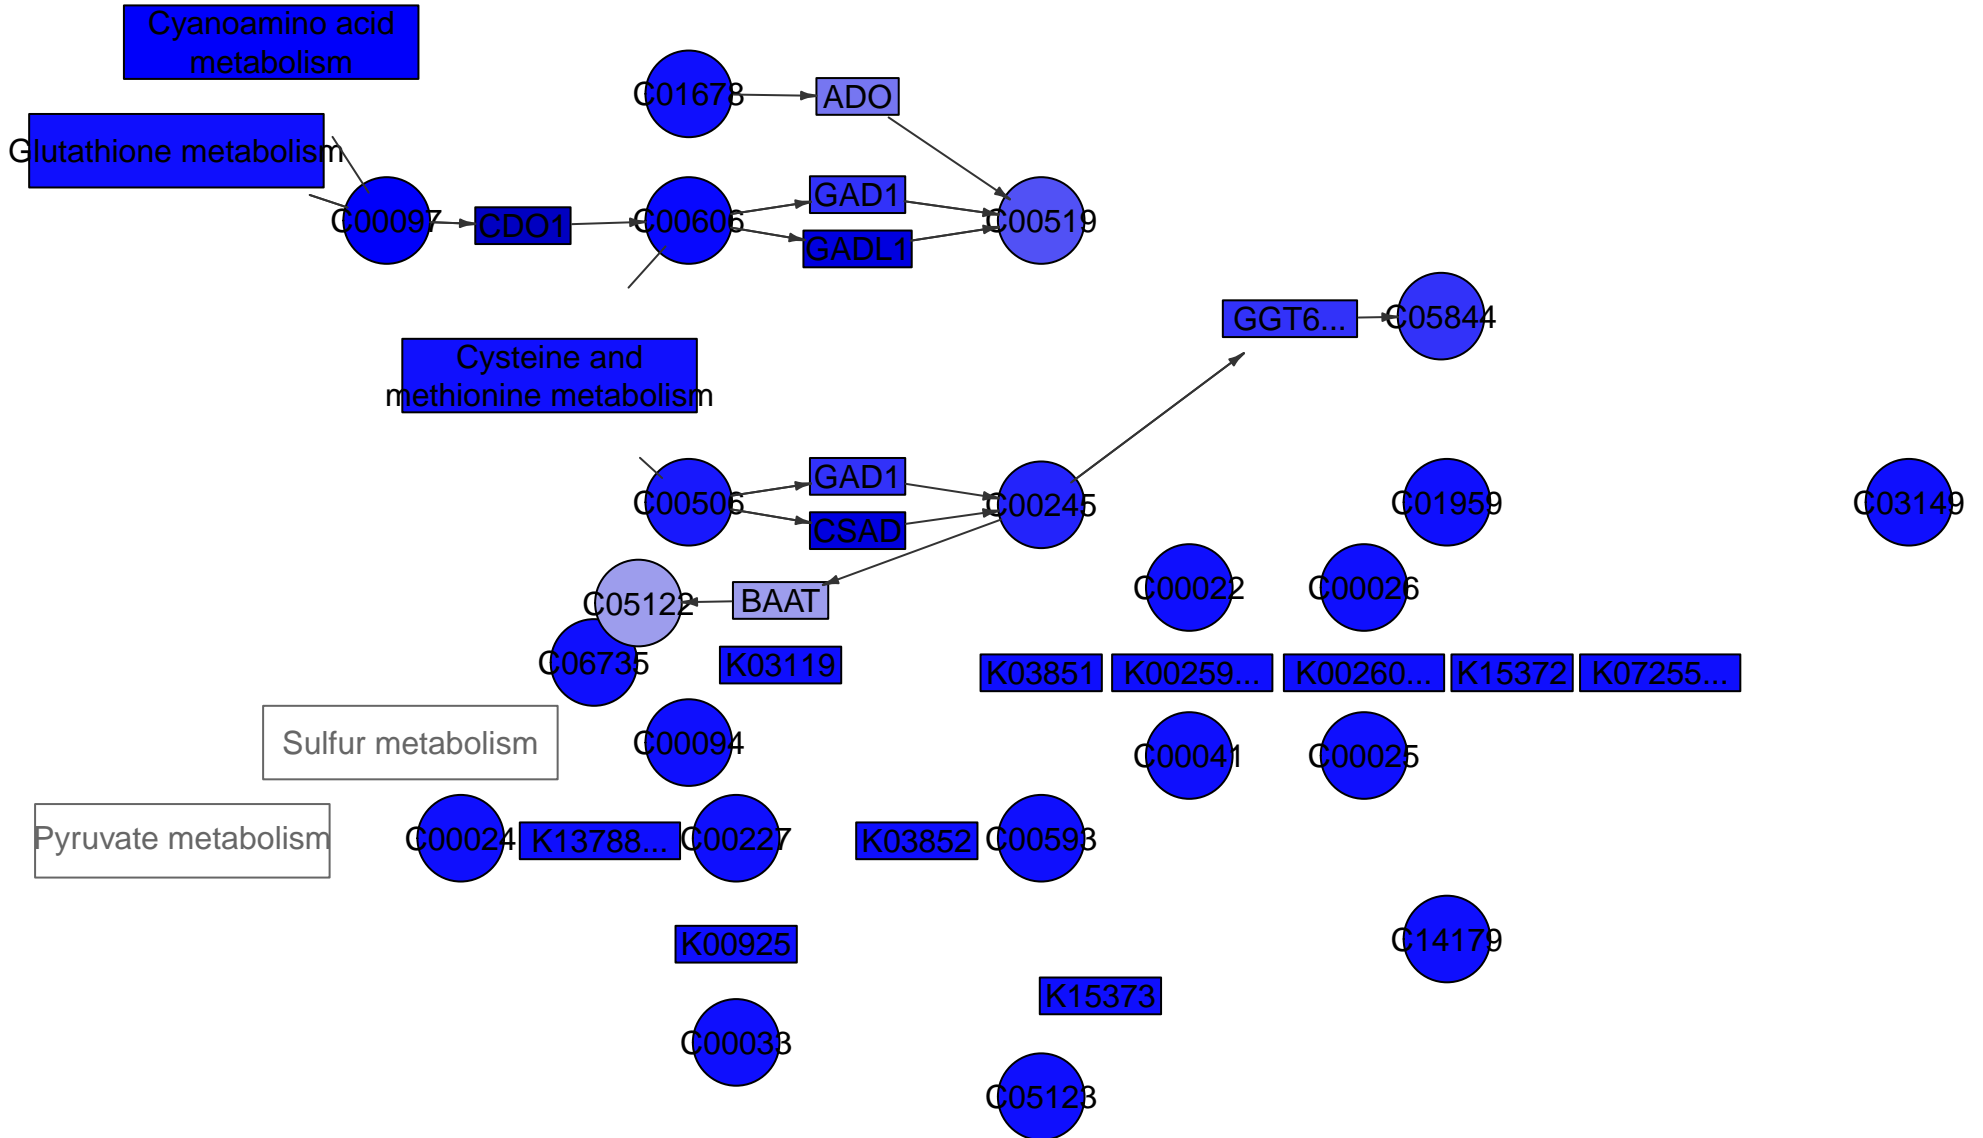 Cyanoamino acid
metabolism
C01678
ADO
Glutathione metabolism
C00097
CDO1
C00606
GAD1
GADL1
C00519
GGT6...
C05844
Cysteine and
methionine metabolism
C00506
GAD1
CSAD
C00245
C01959
C03149
C05122
BAAT
C00022
C00026
C06735
K03119
K03851
K00259...
K00260...
K15372
K07255...
Sulfur metabolism
C00094
C00041
C00025
Pyruvate metabolism
C00024
K13788...
C00227
K03852
C00593
K00925
C14179
K15373
C00033
C05123